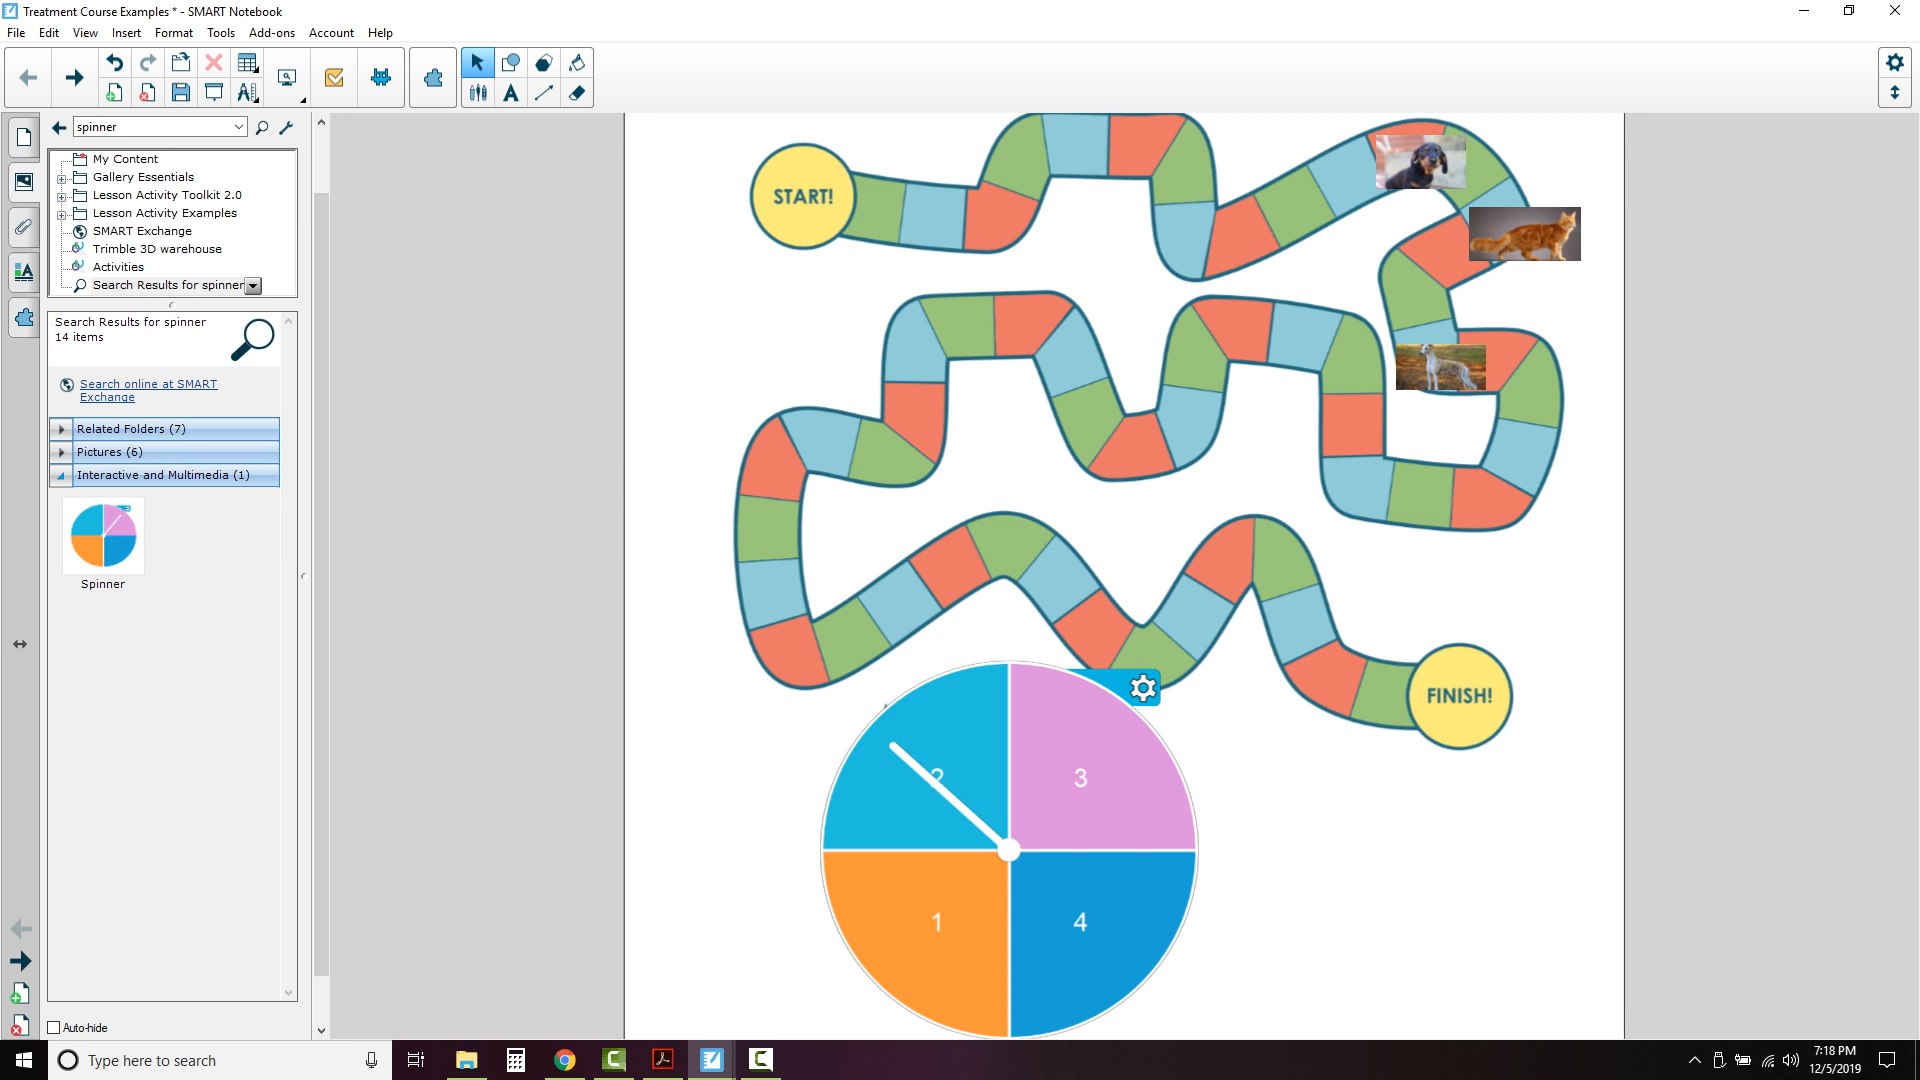 Treatment Course Examples * - SMART Notebook
File Edit View Insert Format Tools Add-ons Account Help
spinner
My Content
Gallery Essentials
Lesson Activity Toolkit 2.0
Lesson Activity Examples
SMART Exchange
Trimble 3D warehouse
Activities
Search Results for spinner
Search Results for spinner
14 items
Search online at SMART
Exchange
Related Folders (7)
Pictures (6)
Interactive and Multimedia (1)
Spinner
Auto-hide
START!
FINISH!
2 3
1 4
Type here to search
7:18 PM
12/5/2019